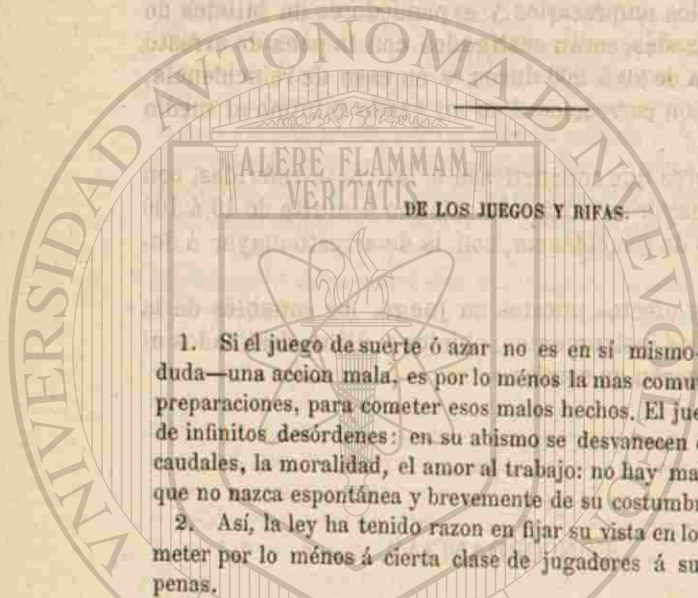 ALERE FLAMMAM
VERITATIS
DE LOS JUEGOS Y RIFAS.
1. Si el juego de suerte ó azar no es en sí mismo
duda—una accion mala, es por lo ménos la mas comu
preparaciones, para cometer esos malos hechos. El jue
de infinitos desórdenes: en su abismo se desvanecen
caudales, la moralidad, el amor al trabajo: no hay ma
que no nazca espontánea y brevemente de su costumbr
2. Así, la ley ha tenido razon en fijar su vista en lo
meter por lo ménos á cierta clase de jugadores á su
penas.